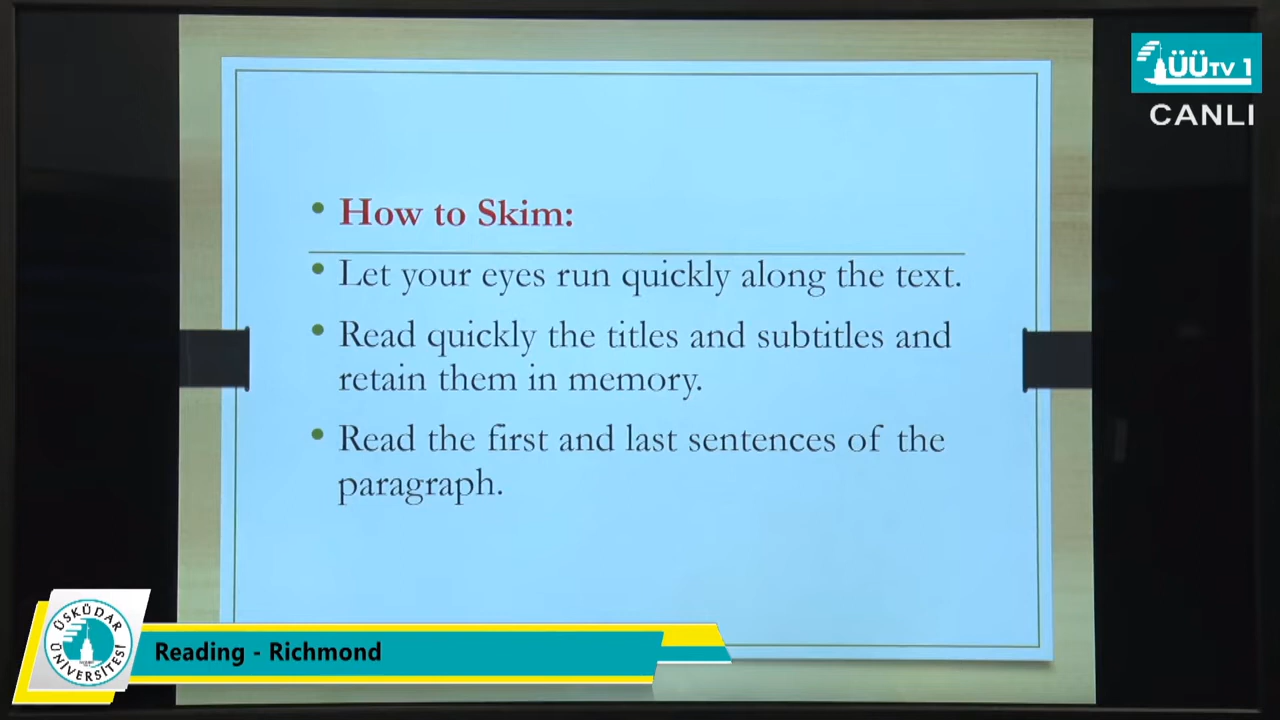 ÜÜTV 1
CANLI
• How to Skim:
• Let your eyes run quickly along the text.
• Read quickly the titles and subtitles and
retain them in memory.
• Read the first and last sentences of the
paragraph.
ÜSKÜDAR
ÜNİVERSİTESİ
Reading - Richmond